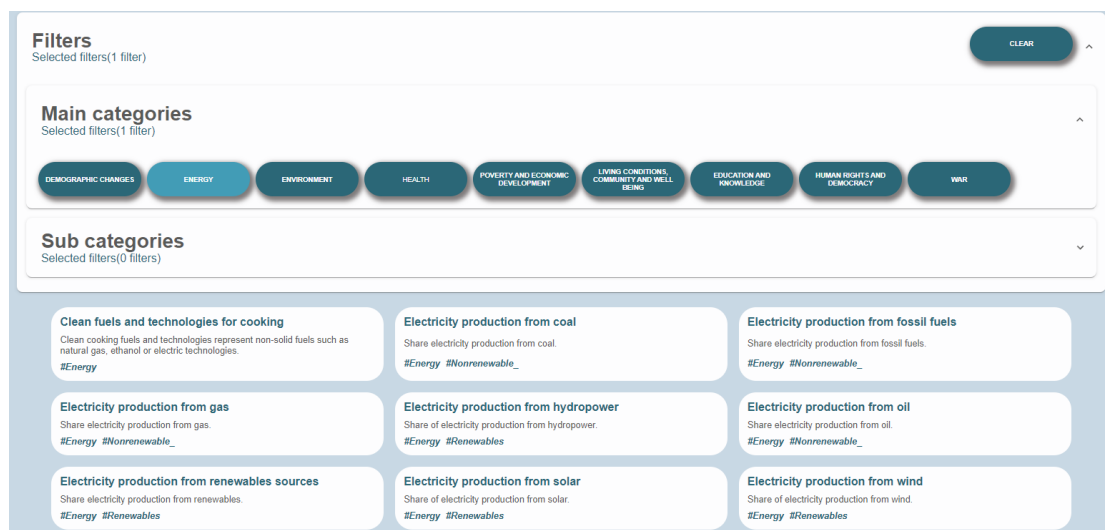 Filters
Selected filters(1 filter)
CLEAR
Main categories
Selected filters(1 filter)
DEMOGRAPHIC CHANGES
ENERGY
ENVIRONMENT
HEALTH
POVERTY AND ECONOMIC
DEVELOPMENT
LIVING CONDITIONS,
COMMUNITY AND WELL
BEING
EDUCATION AND
KNOWLEDGE
HUMAN RIGHTS AND
DEMOCRACY
WAR
Sub categories
Selected filters(0 filters)
Clean fuels and technologies for cooking
Clean cooking fuels and technologies represent non-solid fuels such as
natural gas, ethanol or electric technologies.
#Energy
Electricity production from coal
Share electricity production from coal.
#Energy #Nonrenewable_
Electricity production from fossil fuels
Share electricity production from fossil fuels.
#Energy #Nonrenewable_
Electricity production from gas
Share electricity production from gas.
#Energy #Nonrenewable_
Electricity production from hydropower
Share of electricity production from hydropower.
#Energy #Renewables
Electricity production from oil
Share electricity production from oil.
#Energy #Nonrenewable_
Electricity production from renewables sources
Share electricity production from renewables.
#Energy #Renewables
Electricity production from solar
Share of electricity production from solar.
#Energy #Renewables
Electricity production from wind
Share of electricity production from wind.
#Energy #Renewables